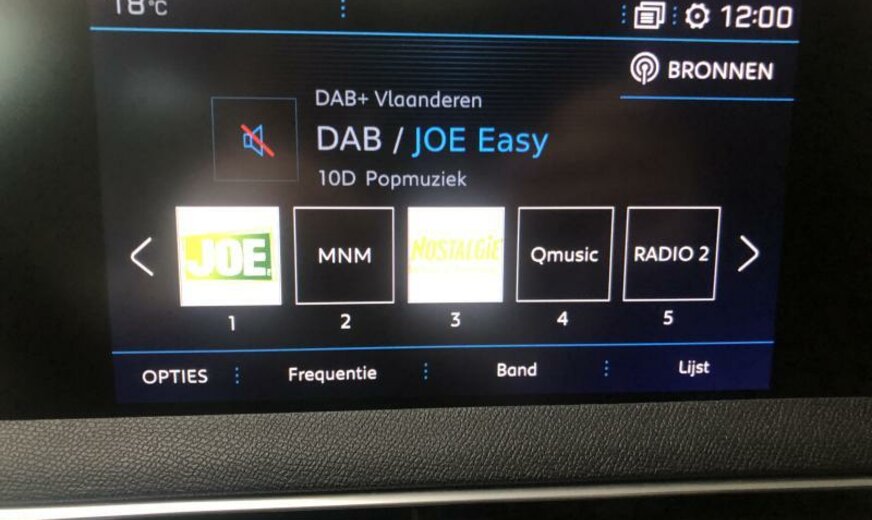 18°C
12:00
BRONNEN
DAB+ Vlaanderen
DAB / JOE Easy
10D Popmuziek
JOE MNM NOSTALGIE Qmusic RADIO 2
1 2 3 4 5
OPTIES Frequentie Band Lijst